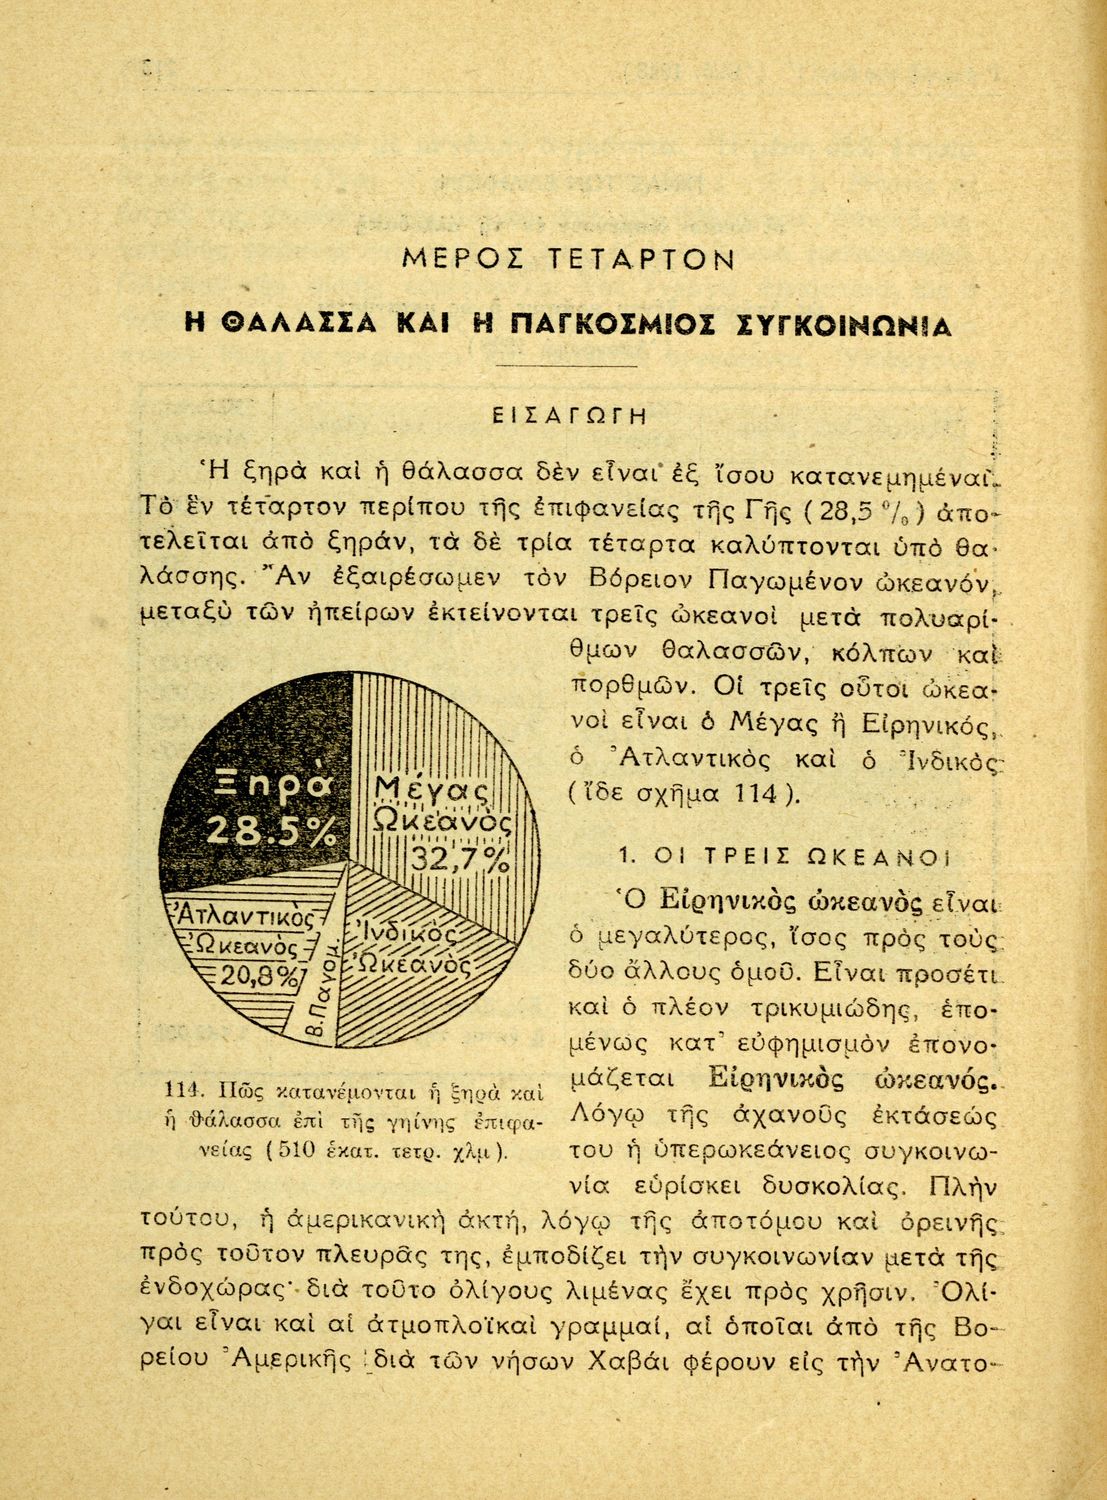 ΜΕΡΟΣ ΤΕΤΑΡΤΟΝ
Η ΘΑΛΑΣΣΑ ΚΑΙ Η ΠΑΓΚΟΣΜΙΟΣ ΣΥΓΚΟΙΝΩΝΙΑ
ΕΙΣΑΓΩΓΗ
Ἡ ξηρὰ καὶ ἡ θάλασσα δὲν εἶναι ἐξ ἴσου κατανεμημέναι.
Τὸ ἓν τέταρτον περίπου τῆς ἐπιφανείας τῆς Γῆς (28,5 %) ἀπο-
τελεῖται ἀπὸ ξηράν, τὰ δὲ τρία τέταρτα καλύπτονται ὑπὸ θα-
λάσσης. Ἂν ἐξαιρέσωμεν τὸν Βόρειον Παγωμένον ὠκεανόν,
μεταξὺ τῶν ἠπείρων ἐκτείνονται τρεῖς ὠκεανοὶ μετὰ πολυαρί-
θμων θαλασσῶν, κόλπων καὶ
πορθμῶν. Οἱ τρεῖς οὗτοι ὠκεα-
νοὶ εἶναι ὁ Μέγας ἢ Εἰρηνικός,
ὁ Ἀτλαντικὸς καὶ ὁ Ἰνδικὸς
(ἴδε σχῆμα 114).
Ξηρὰ
28.5%
Μέγας
Ὠκεανὸς
32,7%
Ἀτλαντικὸς
Ὠκεανὸς
20,8%
Β. Παγομ.
Ἰνδικὸς
Ὠκεανὸς
114. Πῶς κατανέμονται ἡ ξηρὰ καὶ
ἡ θάλασσα ἐπὶ τῆς γηίνης ἐπιφα-
νείας (510 ἑκατ. τετρ. χλμ).
1. ΟΙ ΤΡΕΙΣ ΩΚΕΑΝΟΙ
Ὁ Εἰρηνικὸς ὠκεανὸς εἶναι
ὁ μεγαλύτερος, ἴσος πρὸς τοὺς
δύο ἄλλους ὁμοῦ. Εἶναι προσέτι
καὶ ὁ πλέον τρικυμιώδης, ἑπο-
μένως κατ’ εὐφημισμὸν ἐπονο-
μάζεται Εἰρηνικὸς ὠκεανός.
Λόγῳ τῆς ἀχανοῦς ἐκτάσεώς
του ἡ ὑπερωκεάνειος συγκοινω-
νία εὑρίσκει δυσκολίας. Πλὴν
τούτου, ἡ ἀμερικανικὴ ἀκτή, λόγῳ τῆς ἀποτόμου καὶ ὀρεινῆς
πρὸς τοῦτον πλευρᾶς της, ἐμποδίζει τὴν συγκοινωνίαν μετὰ τῆς
ἐνδοχώρας· διὰ τοῦτο ὀλίγους λιμένας ἔχει πρὸς χρῆσιν. Ὀλί-
γαι εἶναι καὶ αἱ ἀτμοπλοϊκαὶ γραμμαί, αἱ ὁποῖαι ἀπὸ τῆς Βο-
ρείου Ἀμερικῆς διὰ τῶν νήσων Χαβάι φέρουν εἰς τὴν Ἀνατο-